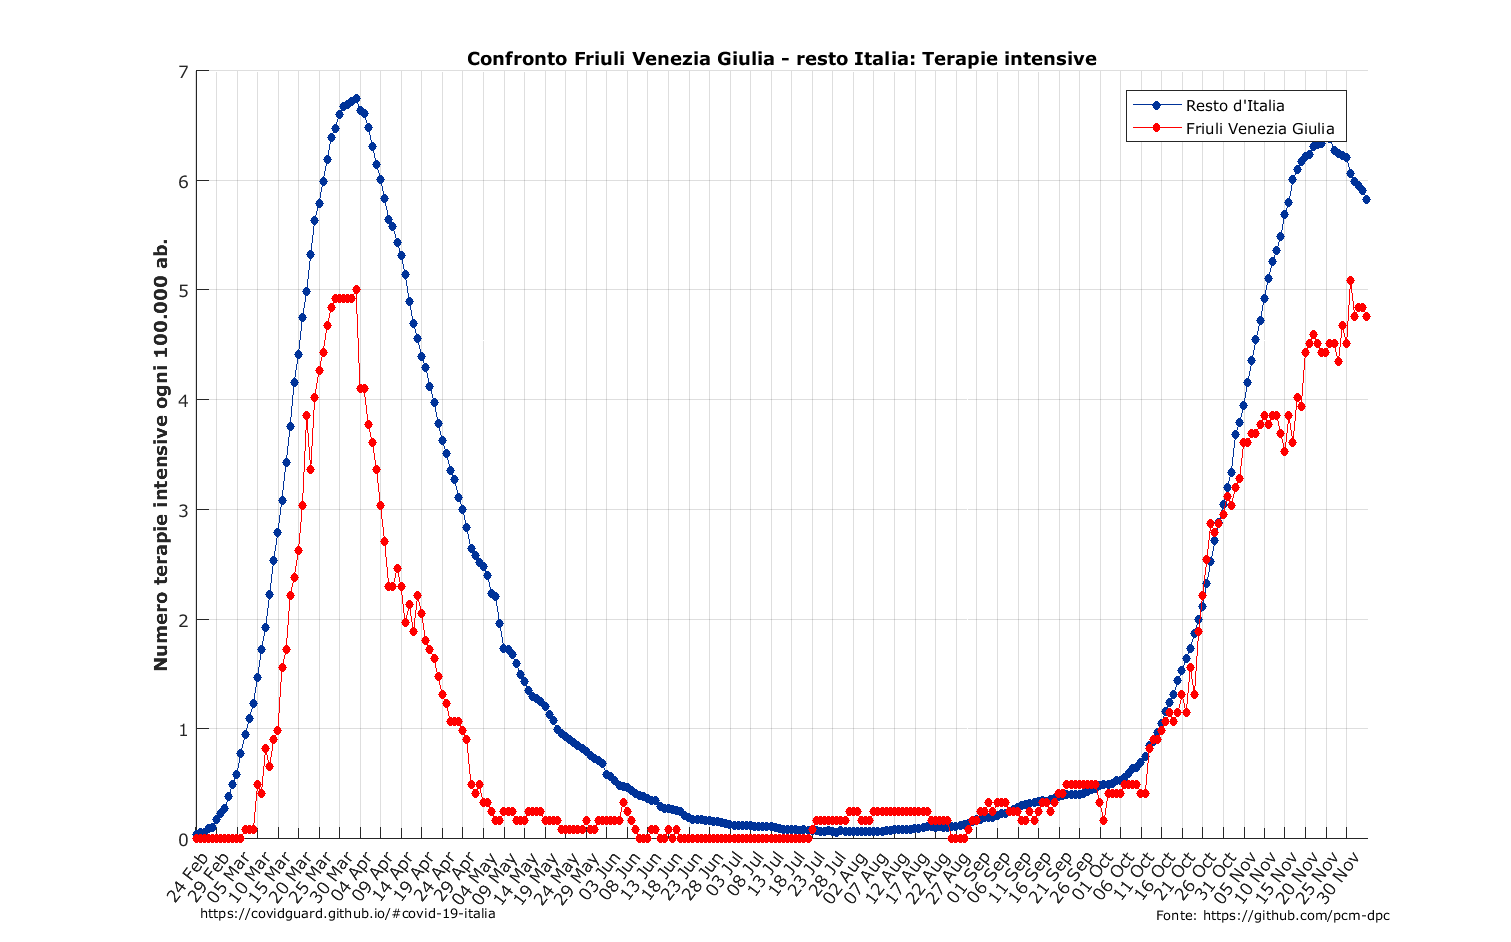 Confronto Friuli Venezia Giulia - resto Italia: Terapie intensive
Resto d'Italia
Friuli Venezia Giulia
Numero terapie intensive ogni 100.000 ab.
7
6
5
4
3
2
1
0
24 Feb
29 Feb
05 Mar
10 Mar
15 Mar
20 Mar
25 Mar
30 Mar
04 Apr
09 Apr
14 Apr
19 Apr
24 Apr
29 Apr
04 May
09 May
14 May
19 May
24 May
29 May
03 Jun
08 Jun
13 Jun
18 Jun
23 Jun
28 Jun
03 Jul
08 Jul
13 Jul
18 Jul
23 Jul
28 Jul
02 Aug
07 Aug
12 Aug
17 Aug
22 Aug
27 Aug
01 Sep
06 Sep
11 Sep
16 Sep
21 Sep
26 Sep
01 Oct
06 Oct
11 Oct
16 Oct
21 Oct
26 Oct
31 Oct
05 Nov
10 Nov
15 Nov
20 Nov
25 Nov
30 Nov
https://covidguard.github.io/#covid-19-italia
Fonte: https://github.com/pcm-dpc